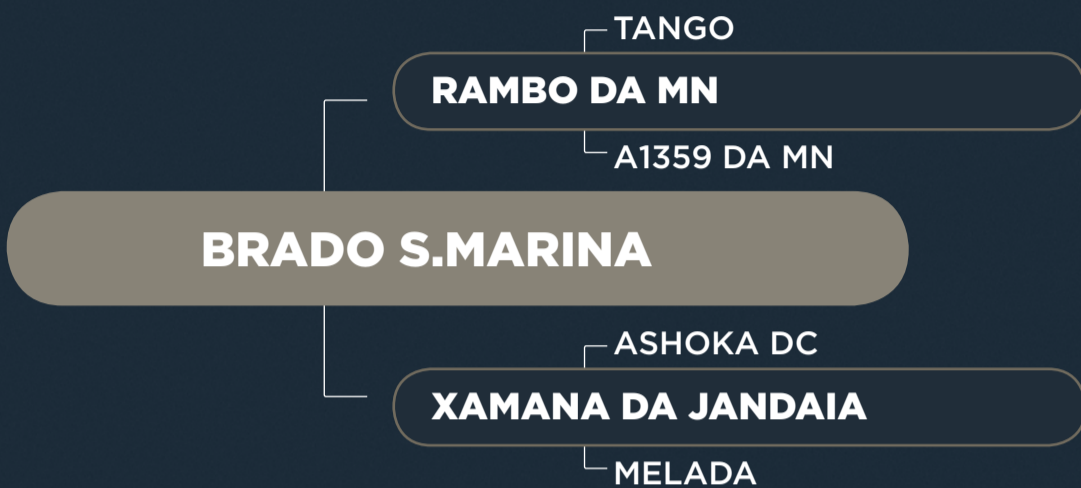 TANGO
RAMBO DA MN
A1359 DA MN
BRADO S.MARINA
ASHOKA DC
XAMANA DA JANDAIA
MELADA